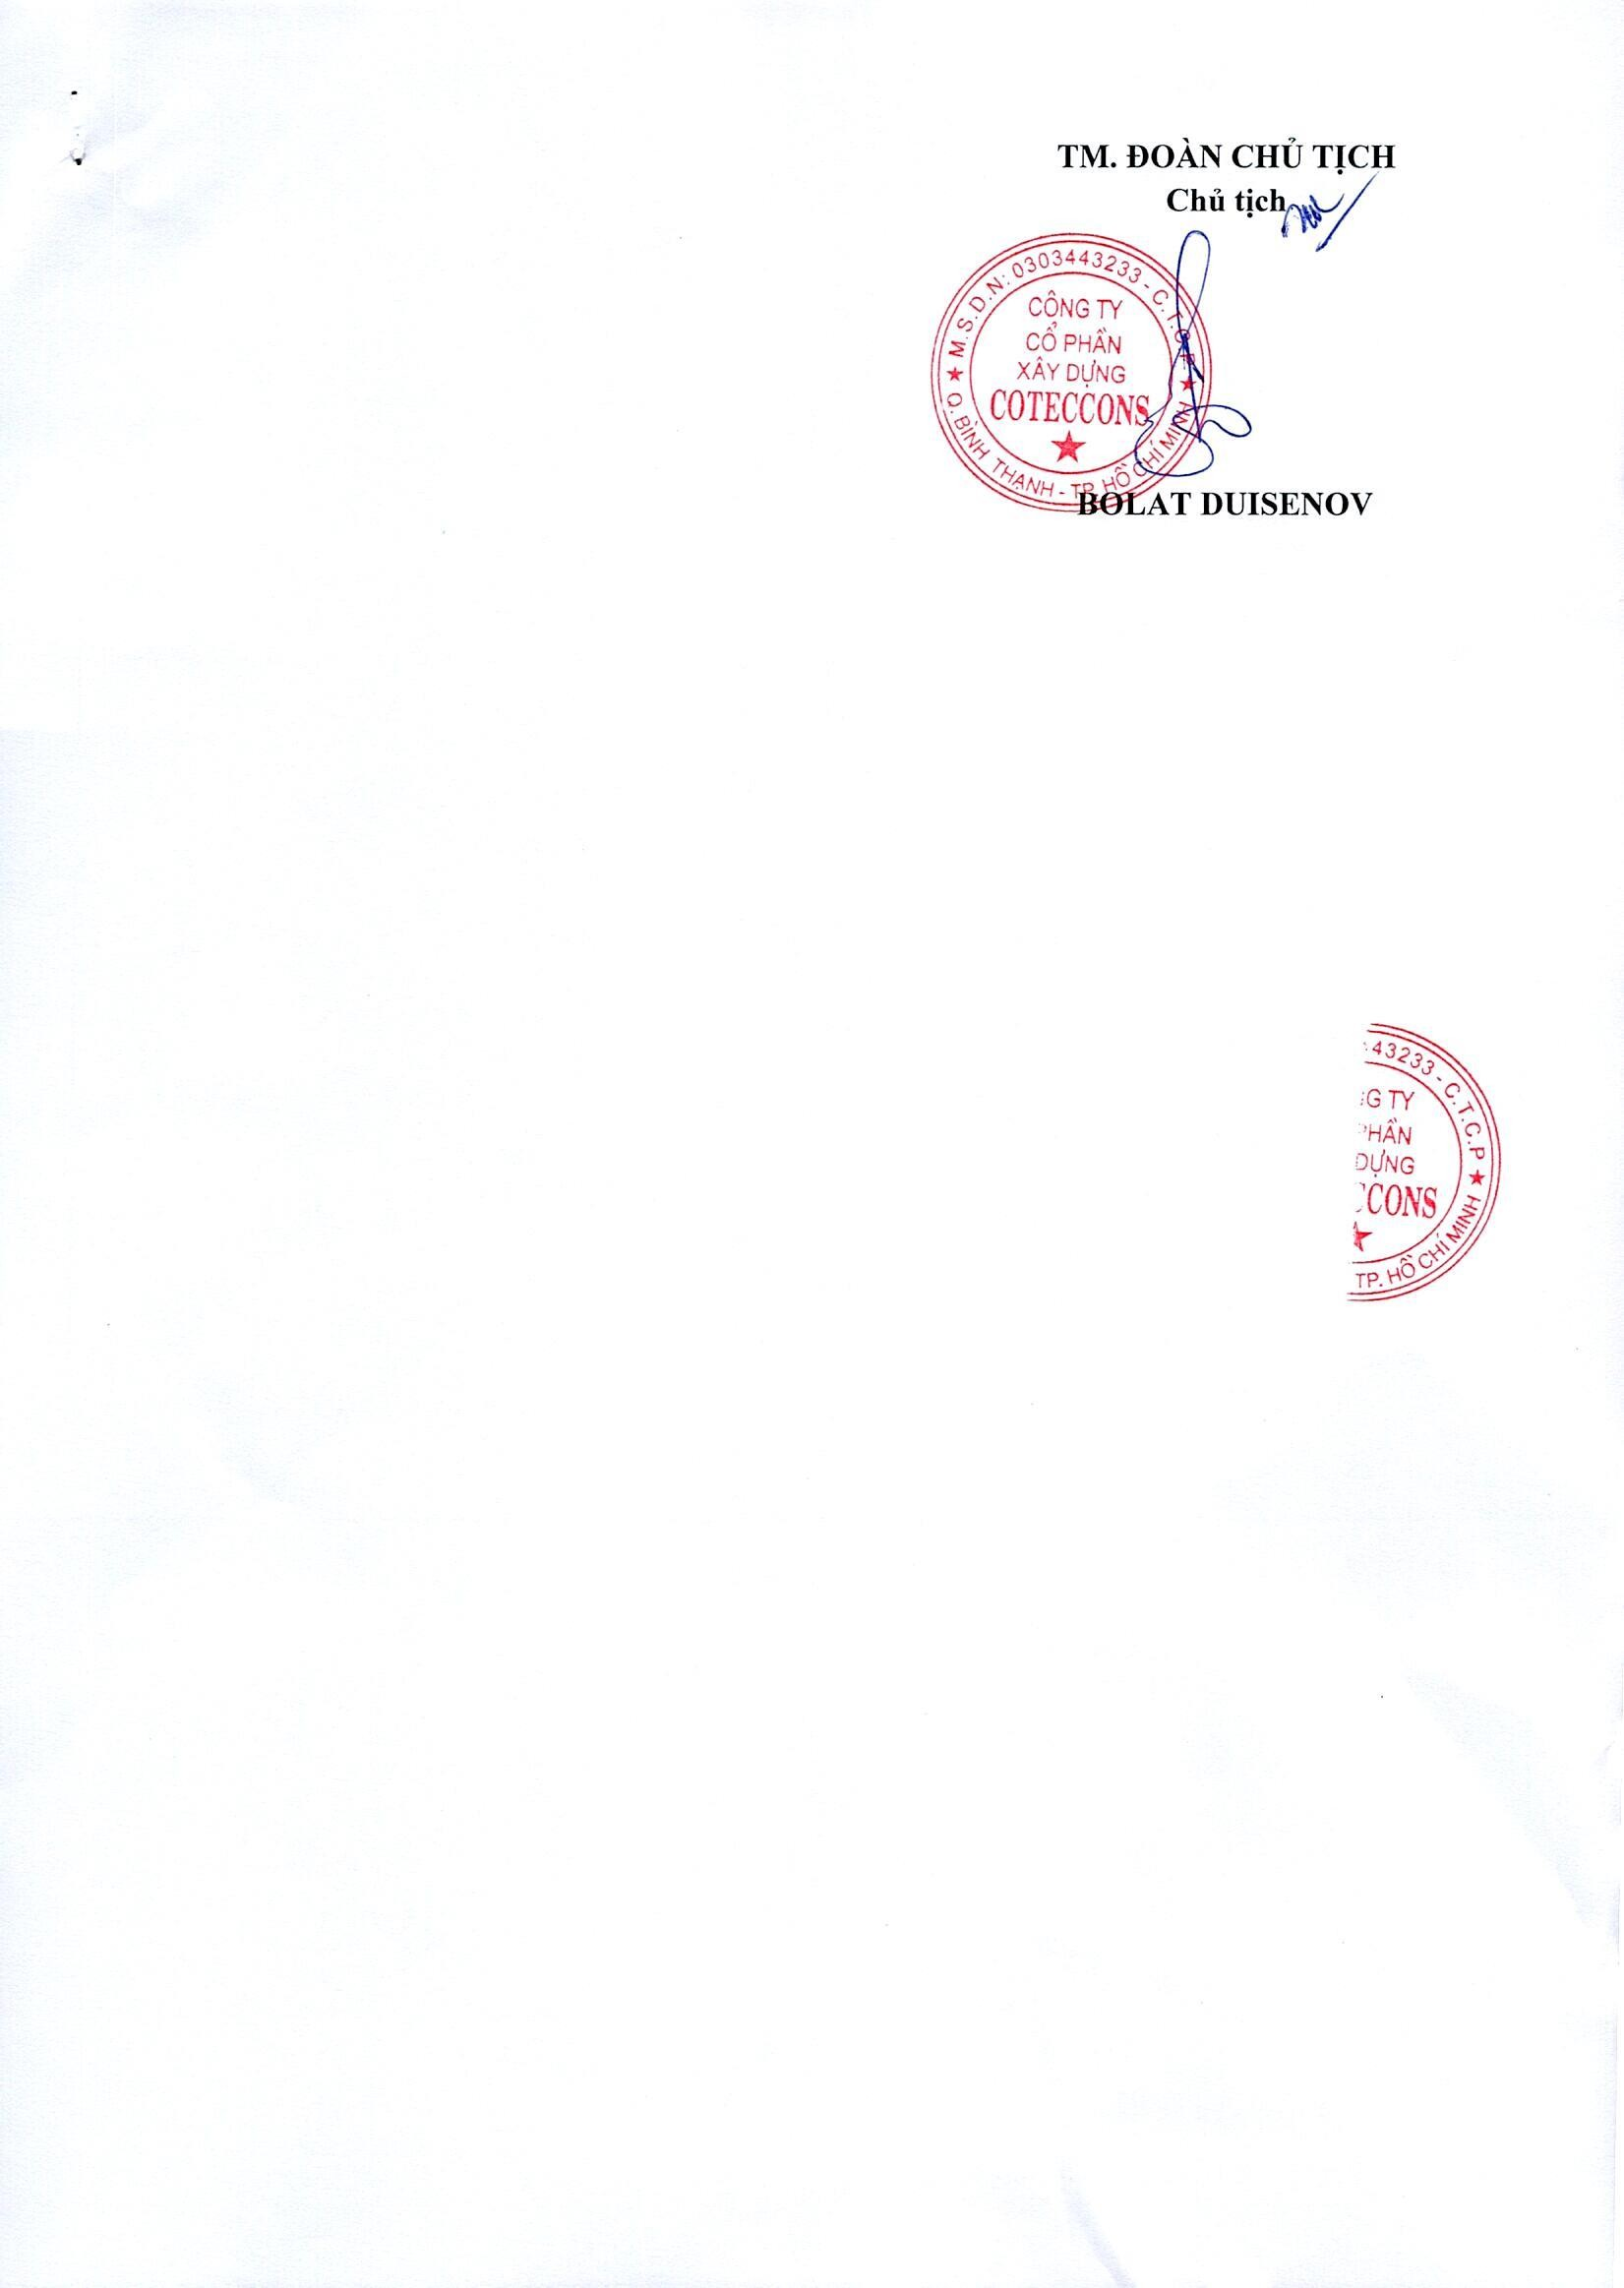 TM. ĐOÀN CHỦ TỊCH
Chủ tịch
M.S.D.N: 0303443233 - C.T.C.P
CÔNG TY
CỔ PHẦN
XÂY DỰNG
COTECCONS
Q. BÌNH THẠNH - TP. HỒ CHÍ MINH
BOLAT DUISENOV
43233 - C.T.C.P
G TY
PHẦN
DỰNG
CCONS
TP. HỒ CHÍ MINH